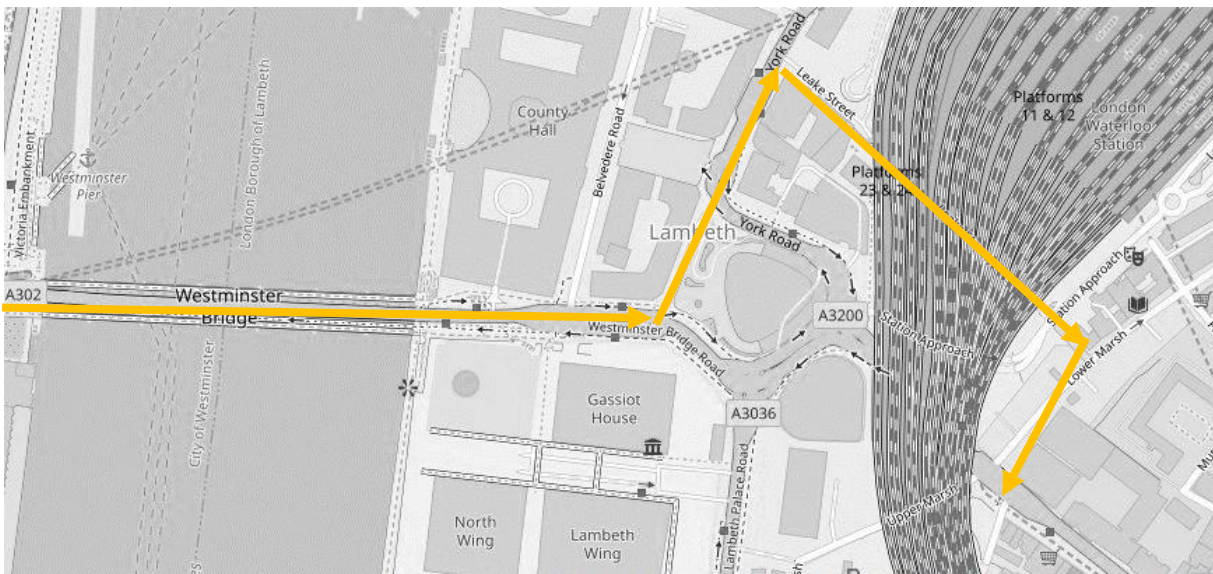 York Road
Leake Street
Platforms
11 & 12
London
Waterloo
Station
County
Hall
Belvedere Road
London Borough of Lambeth
Victoria Embankment
Westminster
Pier
Platforms
23 & 24
Lambeth
York Road
A302
Westminster
Bridge
Westminster Bridge Road
A3200
Station Approach
Station Approach
Lower Marsh
City of Westminster
Gassiot
House
A3036
Lambeth Palace Road
Upper Marsh
North
Wing
Lambeth
Wing